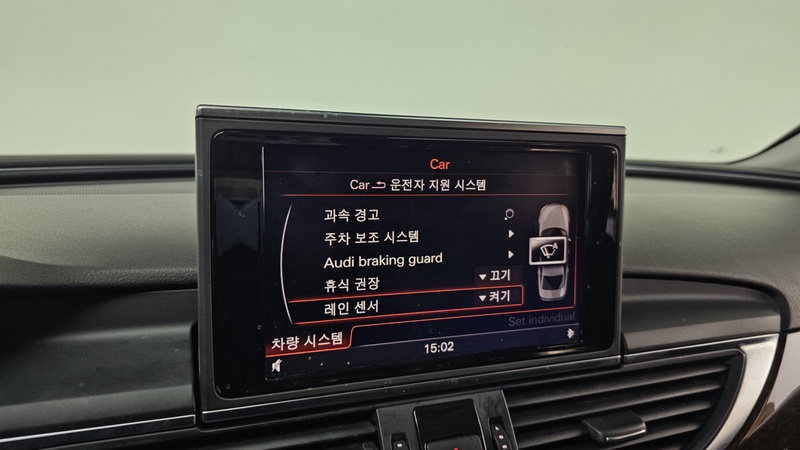 Car
Car 운전자 지원 시스템
과속 경고
주차 보조 시스템
Audi braking guard
휴식 권장 ▼ 끄기
레인 센서 ▼ 켜기
Set individual
차량 시스템
15:02